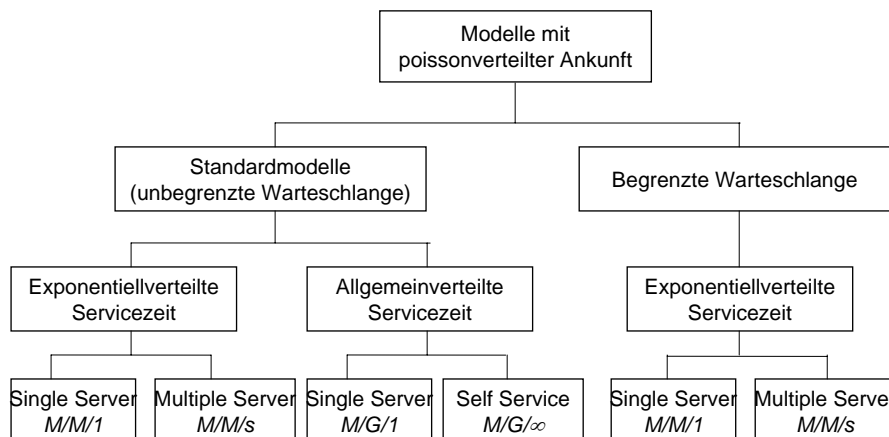 Modelle mit
poissonverteilter Ankunft
Standardmodelle
(unbegrenzte Warteschlange)
Begrenzte Warteschlange
Exponentiellverteilte
Servicezeit
Allgemeinverteilte
Servicezeit
Exponentiellverteilte
Servicezeit
Single Server
M/M/1
Multiple Server
M/M/s
Single Server
M/G/1
Self Service
M/G/∞
Single Server
M/M/1
Multiple Server
M/M/s